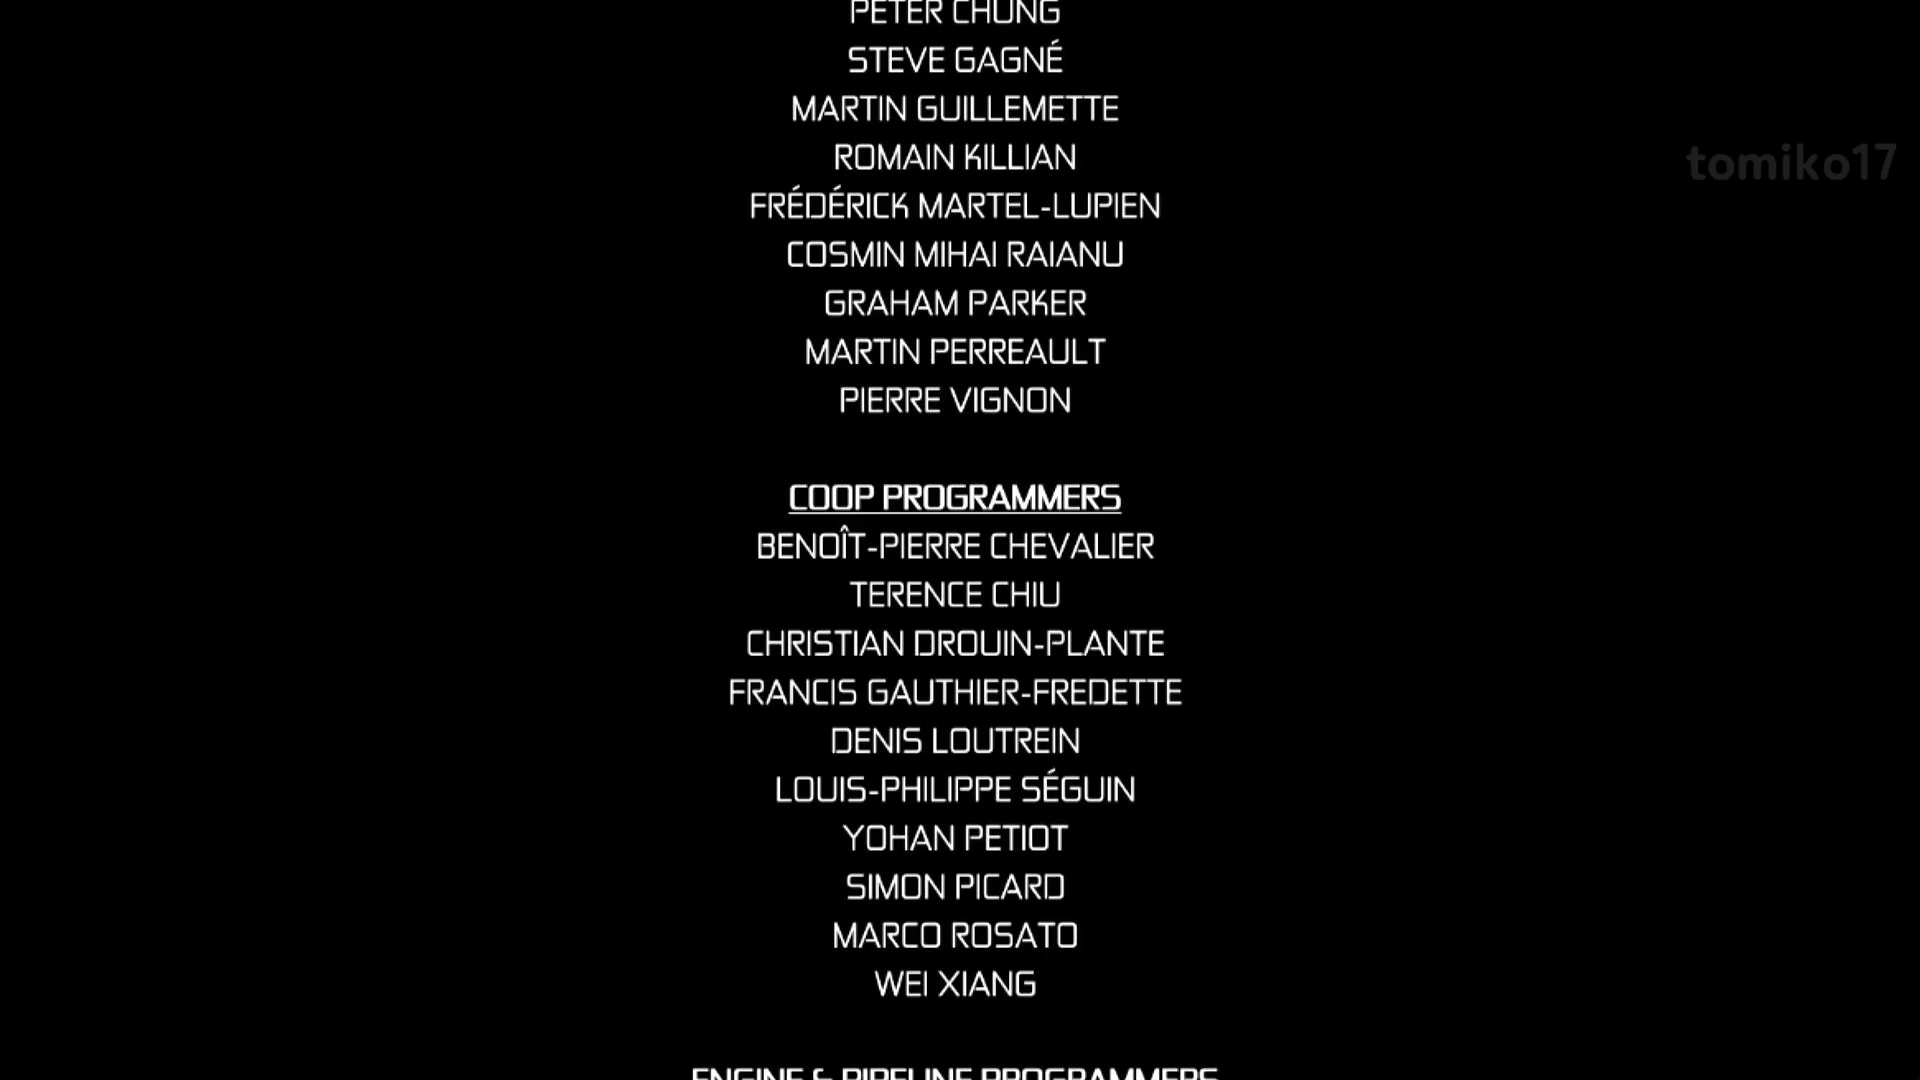 PETER CHUNG
STEVE GAGNÉ
MARTIN GUILLEMETTE
ROMAIN KILLIAN
FRÉDÉRICK MARTEL-LUPIEN
COSMIN MIHAI RAIANU
GRAHAM PARKER
MARTIN PERREAULT
PIERRE VIGNON
tomiko17
COOP PROGRAMMERS
BENOÎT-PIERRE CHEVALIER
TERENCE CHIU
CHRISTIAN DROUIN-PLANTE
FRANCIS GAUTHIER-FREDETTE
DENIS LOUTREIN
LOUIS-PHILIPPE SÉGUIN
YOHAN PETIOT
SIMON PICARD
MARCO ROSATO
WEI XIANG
ENGINE & PIPELINE PROGRAMMERS